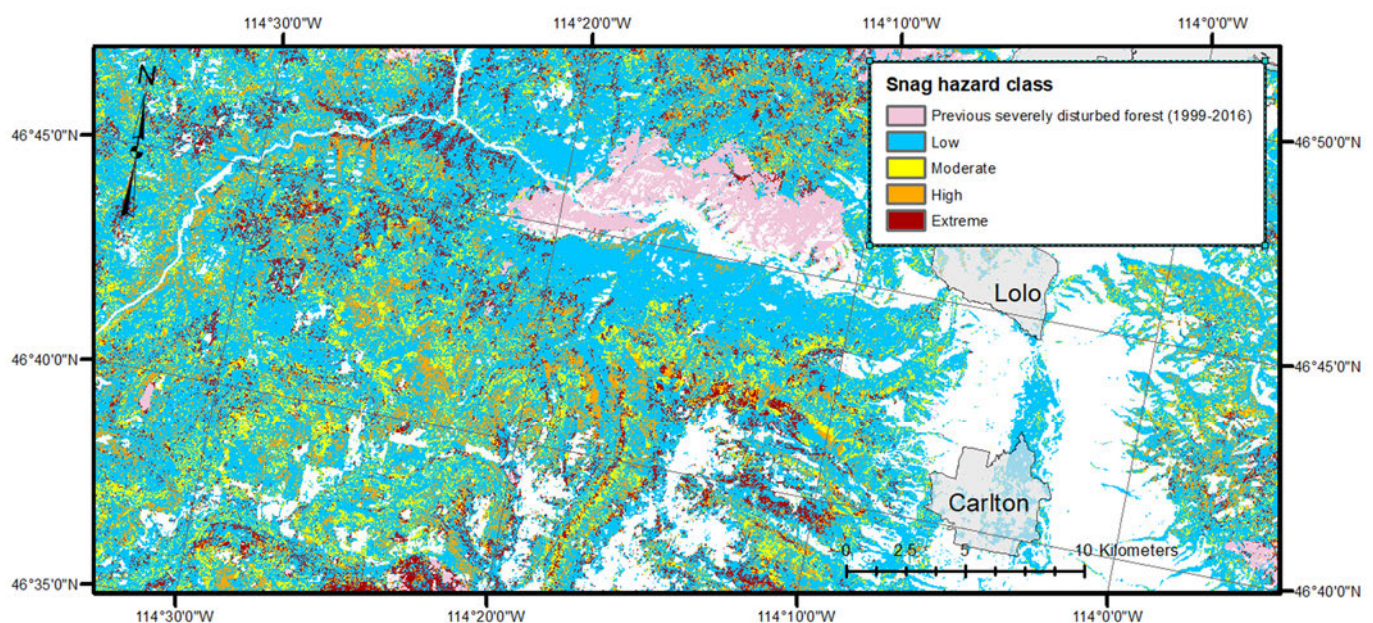 114°30'0"W 114°20'0"W 114°10'0"W 114°0'0"W
N
Snag hazard class
Previous severely disturbed forest (1999-2016)
Low
Moderate
High
Extreme
46°45'0"N
46°50'0"N
Lolo
46°40'0"N
46°45'0"N
Carlton
0 2.5 5 10 Kilometers
46°35'0"N
46°40'0"N
114°30'0"W 114°20'0"W 114°10'0"W 114°0'0"W